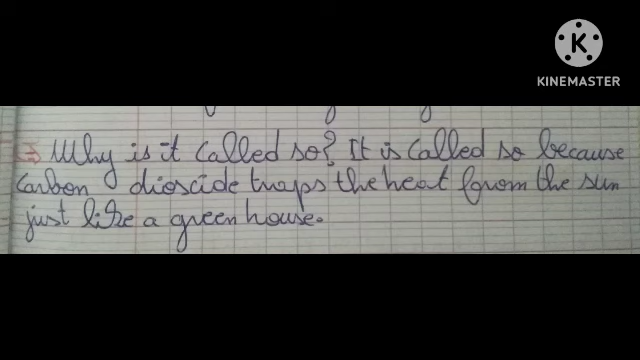 KINEMASTER
⇒ Why is it called so? It is called so because
carbon dioxide traps the heat from the sun
just like a green house.